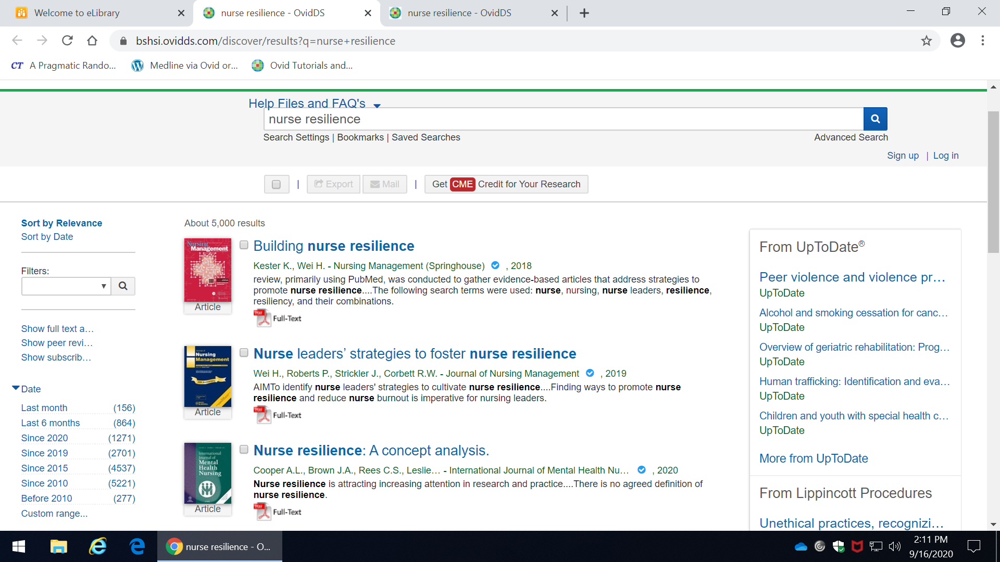 Welcome to eLibrary
nurse resilience - OvidDS
nurse resilience - OvidDS
bshsi.ovidds.com/discover/results?q=nurse+resilience
CT A Pragmatic Rando...
Medline via Ovid or...
Ovid Tutorials and...
Help Files and FAQ's
nurse resilience
Search Settings | Bookmarks | Saved Searches
Advanced Search
Sign up | Log in
| Export Mail | Get CME Credit for Your Research
Sort by Relevance
Sort by Date
Filters:
Show full text a...
Show peer revi...
Show subscrib...
Date
Last month (156)
Last 6 months (864)
Since 2020 (1271)
Since 2019 (2701)
Since 2015 (4537)
Since 2010 (5221)
Before 2010 (277)
Custom range...
About 5,000 results
Nursing
Management
Article
Building nurse resilience
Kester K., Wei H. - Nursing Management (Springhouse) , 2018
review, primarily using PubMed, was conducted to gather evidence-based articles that address strategies to
promote nurse resilience....The following search terms were used: nurse, nursing, nurse leaders, resilience,
resiliency, and their combinations.
PDF Full-Text
Nursing
Management
Article
Nurse leaders’ strategies to foster nurse resilience
Wei H., Roberts P., Strickler J., Corbett R.W. - Journal of Nursing Management , 2019
AIMTo identify nurse leaders' strategies to cultivate nurse resilience....Finding ways to promote nurse
resilience and reduce nurse burnout is imperative for nursing leaders.
PDF Full-Text
International
Journal of
Mental
Health
Nursing
Article
Nurse resilience: A concept analysis.
Cooper A.L., Brown J.A., Rees C.S., Leslie... - International Journal of Mental Health Nu... , 2020
Nurse resilience is attracting increasing attention in research and practice....There is no agreed definition of
nurse resilience.
PDF Full-Text
From UpToDate®
Peer violence and violence pr...
UpToDate
Alcohol and smoking cessation for canc...
UpToDate
Overview of geriatric rehabilitation: Prog...
UpToDate
Human trafficking: Identification and eva...
UpToDate
Children and youth with special health c...
UpToDate
More from UpToDate
From Lippincott Procedures
Unethical practices, recognizi...
nurse resilience - O...
2:11 PM
9/16/2020